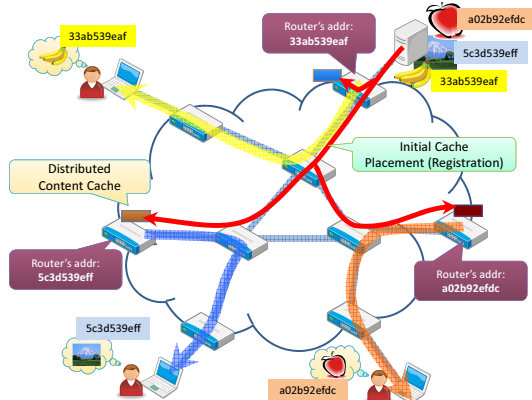 a02b92efdc
33ab539eaf
Router's addr:
33ab539eaf
5c3d539eff
33ab539eaf
Initial Cache
Placement (Registration)
Distributed
Content Cache
Router's addr:
5c3d539eff
Router's addr:
a02b92efdc
5c3d539eff
a02b92efdc